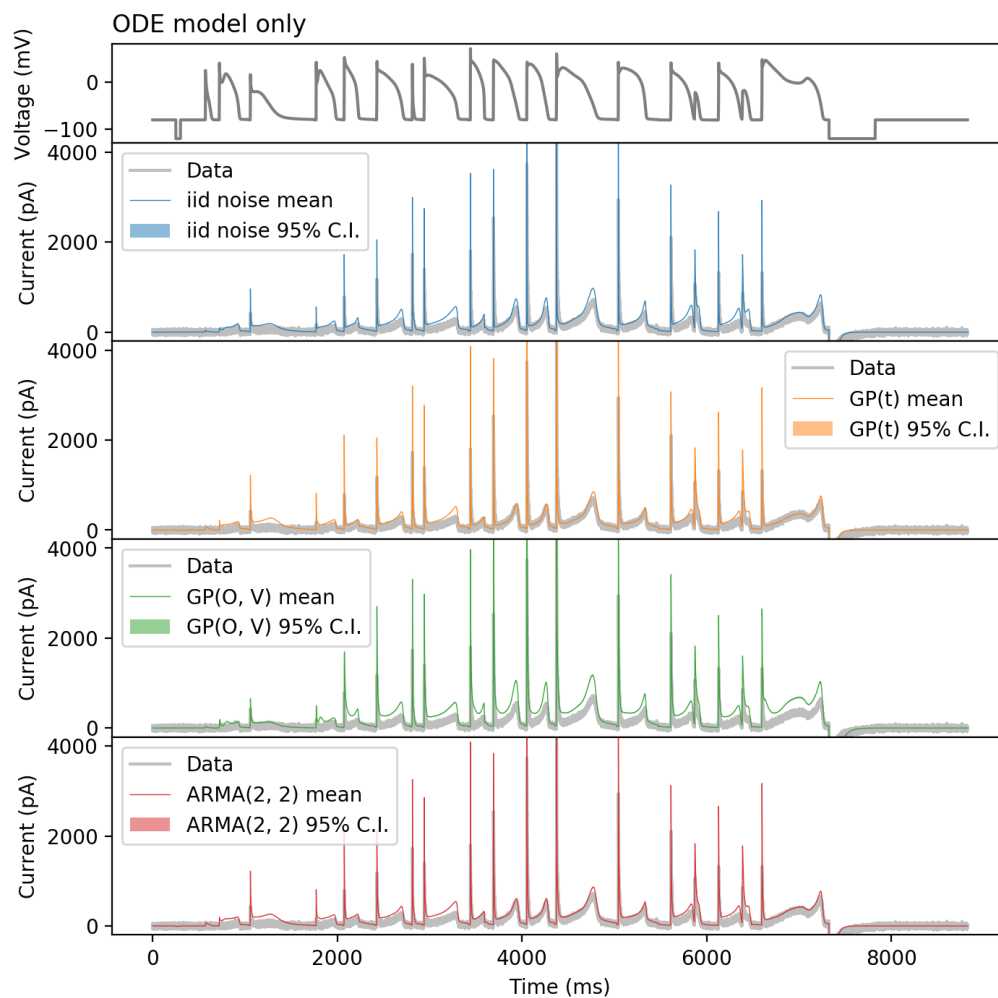 ODE model only
Voltage (mV)
0
−100
Current (pA)
4000
2000
0
Data
iid noise mean
iid noise 95% C.I.
Current (pA)
4000
2000
0
Data
GP(t) mean
GP(t) 95% C.I.
Current (pA)
4000
2000
0
Data
GP(O, V) mean
GP(O, V) 95% C.I.
Current (pA)
4000
2000
0
Data
ARMA(2, 2) mean
ARMA(2, 2) 95% C.I.
0 2000 4000 6000 8000
Time (ms)